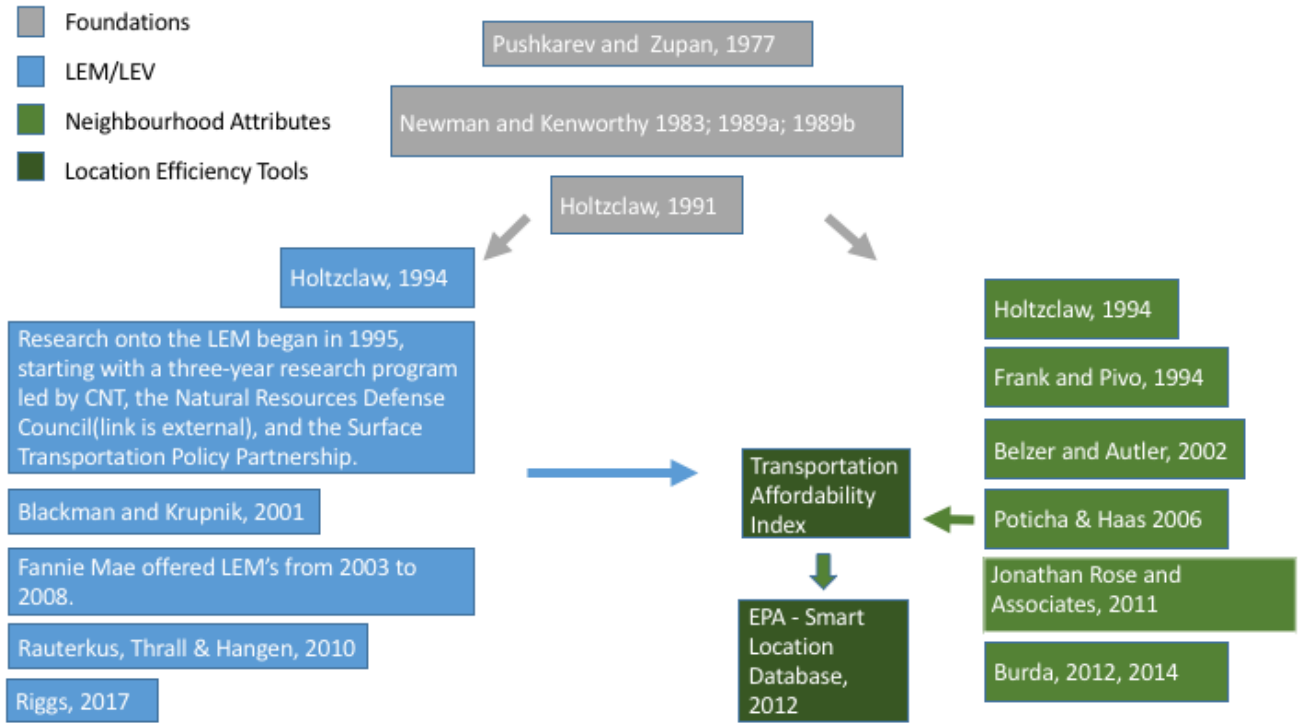 Foundations
LEM/LEV
Neighbourhood Attributes
Location Efficiency Tools
Pushkarev and Zupan, 1977
Newman and Kenworthy 1983; 1989a; 1989b
Holtzclaw, 1991
Holtzclaw, 1994
Research onto the LEM began in 1995,
starting with a three-year research program
led by CNT, the Natural Resources Defense
Council(link is external), and the Surface
Transportation Policy Partnership.
Blackman and Krupnik, 2001
Fannie Mae offered LEM's from 2003 to
2008.
Rauterkus, Thrall & Hangen, 2010
Riggs, 2017
Transportation
Affordability
Index
EPA - Smart
Location
Database,
2012
Holtzclaw, 1994
Frank and Pivo, 1994
Belzer and Autler, 2002
Poticha & Haas 2006
Jonathan Rose and
Associates, 2011
Burda, 2012, 2014